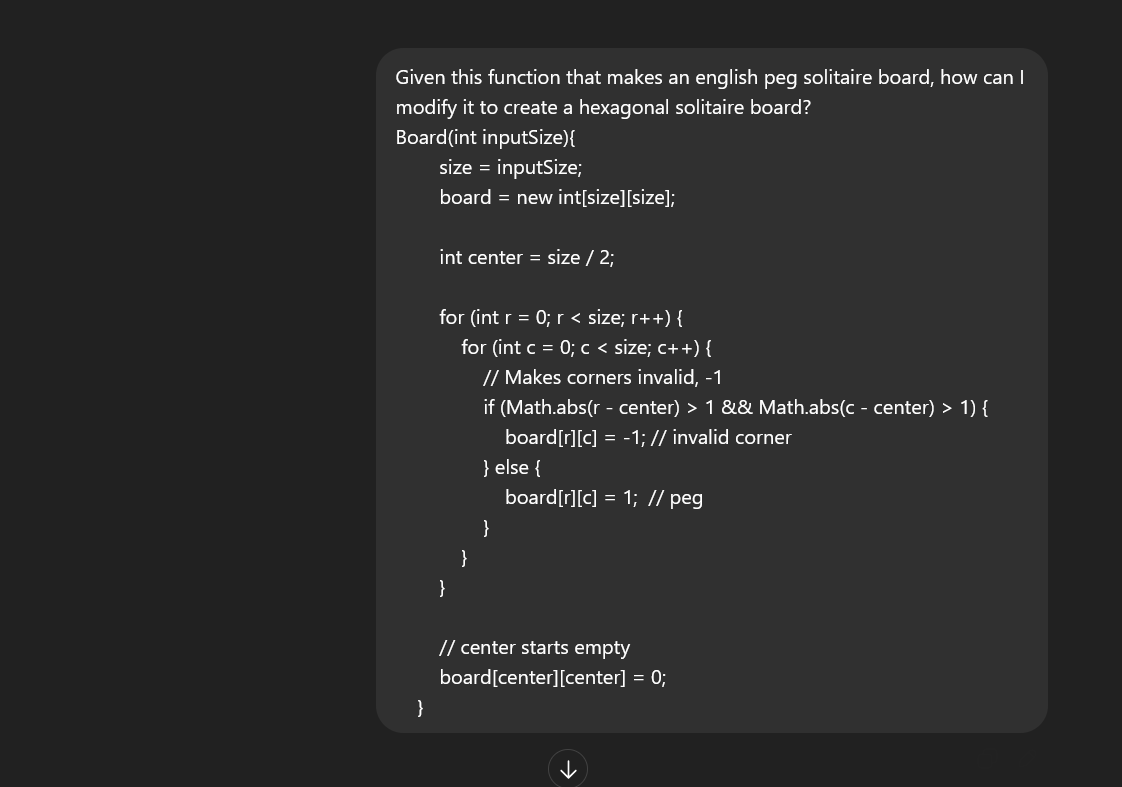 Given this function that makes an english peg solitaire board, how can I
modify it to create a hexagonal solitaire board?
Board(int inputSize){
size = inputSize;
board = new int[size][size];
int center = size / 2;
for (int r = 0; r < size; r++) {
for (int c = 0; c < size; c++) {
// Makes corners invalid, -1
if (Math.abs(r - center) > 1 && Math.abs(c - center) > 1) {
board[r][c] = -1; // invalid corner
} else {
board[r][c] = 1;  // peg
}
}
}
// center starts empty
board[center][center] = 0;
}